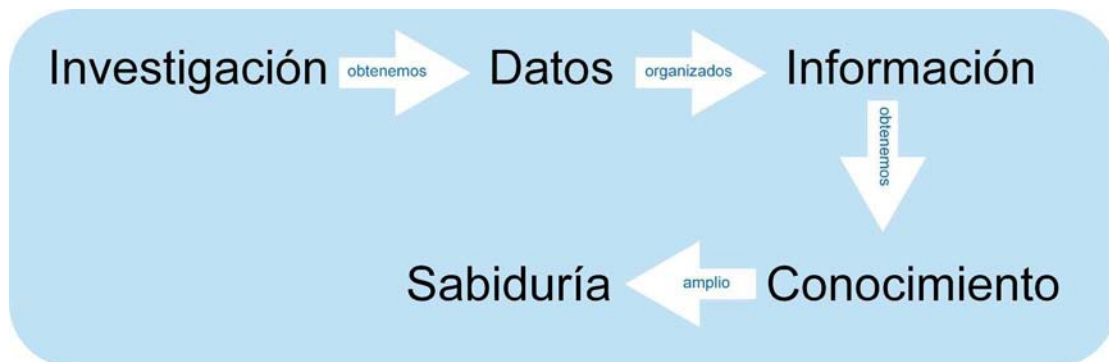 Investigación obtenemos Datos organizados Información
obtenemos
Sabiduría amplio Conocimiento